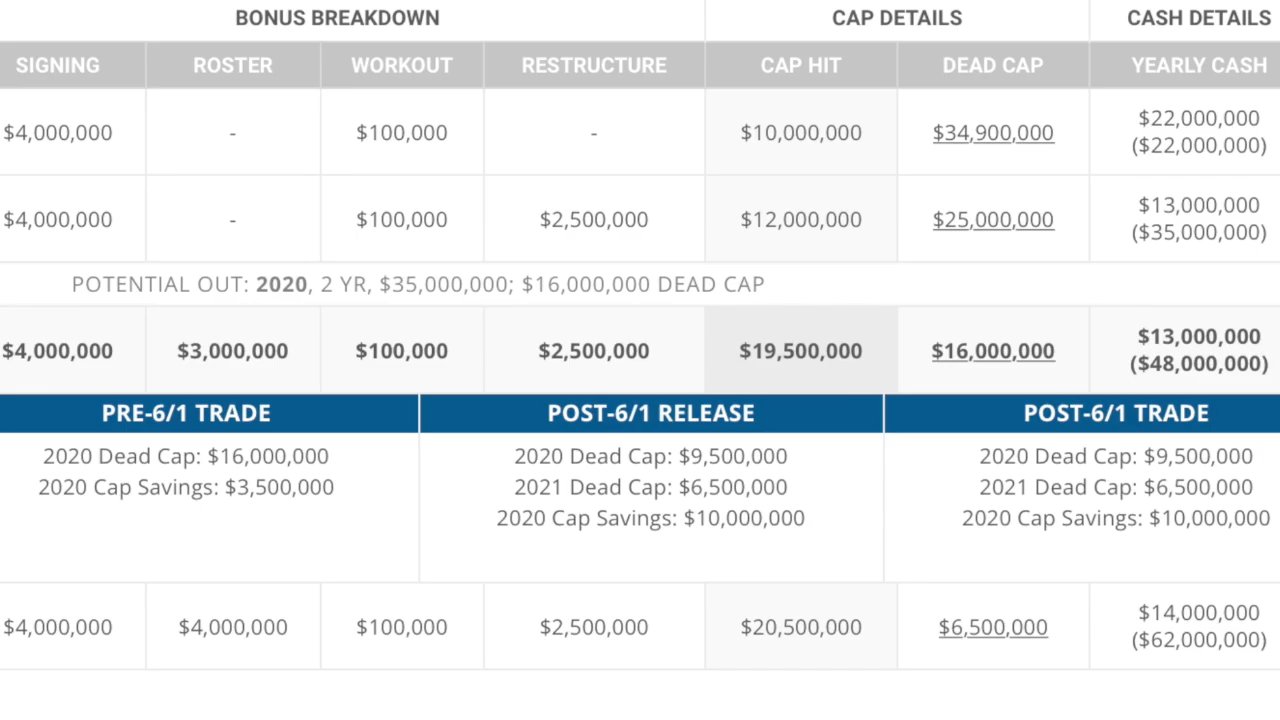 BONUS BREAKDOWN CAP DETAILS CASH DETAILS
SIGNING ROSTER WORKOUT RESTRUCTURE CAP HIT DEAD CAP YEARLY CASH
$4,000,000 - $100,000 - $10,000,000 $34,900,000 $22,000,000
($22,000,000)
$4,000,000 - $100,000 $2,500,000 $12,000,000 $25,000,000 $13,000,000
($35,000,000)
POTENTIAL OUT: 2020, 2 YR, $35,000,000; $16,000,000 DEAD CAP
$4,000,000 $3,000,000 $100,000 $2,500,000 $19,500,000 $16,000,000 $13,000,000
($48,000,000)
PRE-6/1 TRADE POST-6/1 RELEASE POST-6/1 TRADE
2020 Dead Cap: $16,000,000 2020 Dead Cap: $9,500,000 2020 Dead Cap: $9,500,000
2020 Cap Savings: $3,500,000 2021 Dead Cap: $6,500,000 2021 Dead Cap: $6,500,000
2020 Cap Savings: $10,000,000 2020 Cap Savings: $10,000,000
$4,000,000 $4,000,000 $100,000 $2,500,000 $20,500,000 $6,500,000 $14,000,000
($62,000,000)